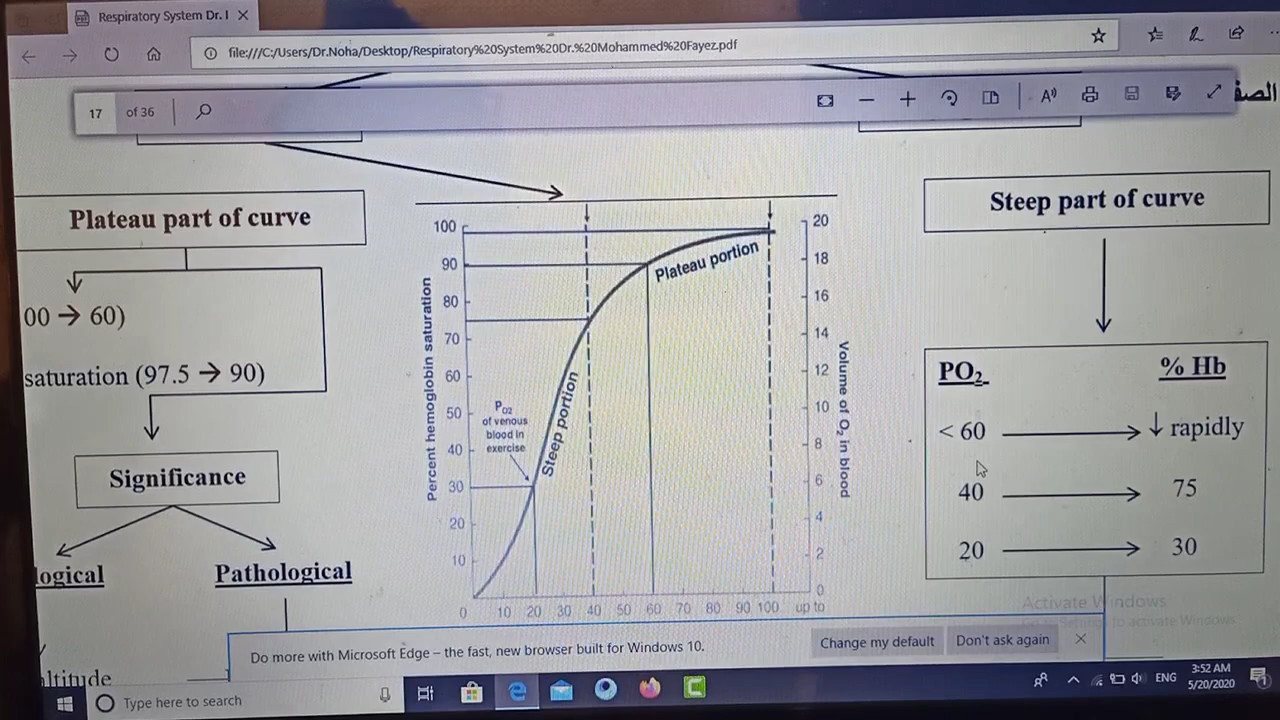 Respiratory System Dr. I
file:///C:/Users/Dr.Noha/Desktop/Respiratory%20System%20Dr.%20Mohammed%20Fayez.pdf
17 of 36
الصف
Plateau part of curve
00 → 60)
saturation (97.5 → 90)
Significance
logical
Pathological
ltitude
Percent hemoglobin saturation
100
90
80
70
60
50
40
30
20
10
0
10 20 30 40 50 60 70 80 90 100 up to
PO2
of venous
blood in
exercise
Steep portion
Plateau portion
20
18
16
14
12
10
8
6
4
2
0
Volume of O2 in blood
Steep part of curve
PO2 % Hb
< 60 → ↓ rapidly
40 → 75
20 → 30
Activate Windows
to activate Windows.
Do more with Microsoft Edge – the fast, new browser built for Windows 10.
Change my default
Don't ask again
Type here to search
ENG
3:52 AM
5/20/2020